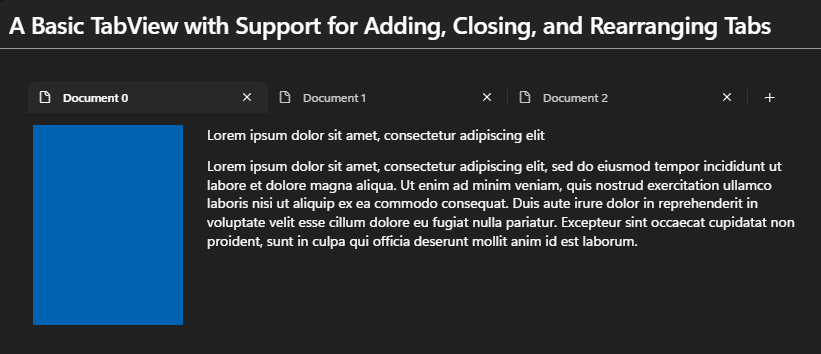 A Basic TabView with Support for Adding, Closing, and Rearranging Tabs
Document 0 Document 1 Document 2
Lorem ipsum dolor sit amet, consectetur adipiscing elit
Lorem ipsum dolor sit amet, consectetur adipiscing elit, sed do eiusmod tempor incididunt ut
labore et dolore magna aliqua. Ut enim ad minim veniam, quis nostrud exercitation ullamco
laboris nisi ut aliquip ex ea commodo consequat. Duis aute irure dolor in reprehenderit in
voluptate velit esse cillum dolore eu fugiat nulla pariatur. Excepteur sint occaecat cupidatat non
proident, sunt in culpa qui officia deserunt mollit anim id est laborum.